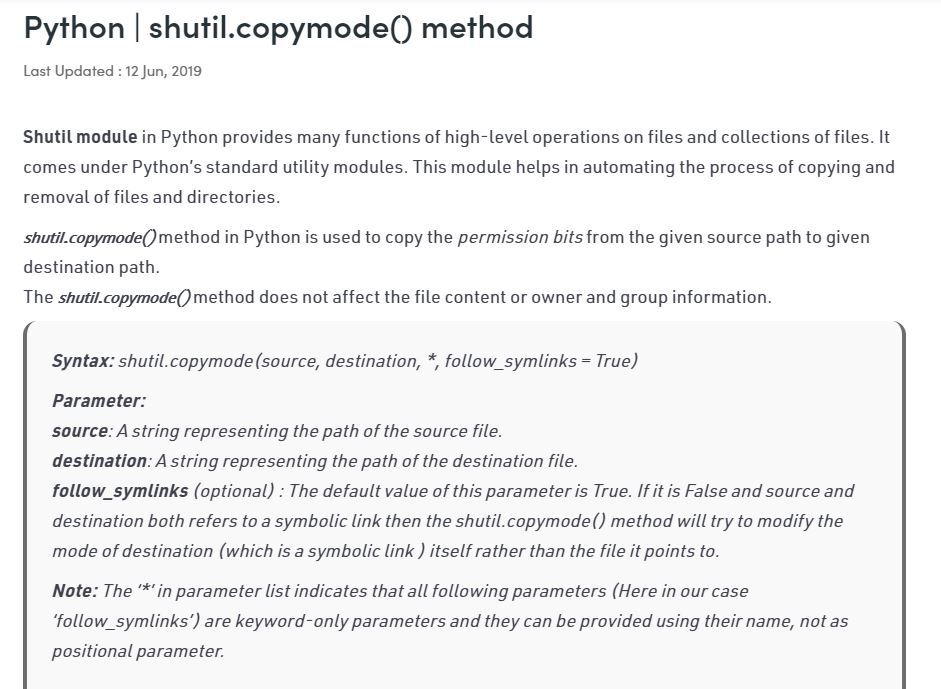 Python | shutil.copymode() method
Last Updated : 12 Jun, 2019
Shutil module in Python provides many functions of high-level operations on files and collections of files. It
comes under Python’s standard utility modules. This module helps in automating the process of copying and
removal of files and directories.
shutil.copymode() method in Python is used to copy the permission bits from the given source path to given
destination path.
The shutil.copymode() method does not affect the file content or owner and group information.
Syntax: shutil.copymode(source, destination, *, follow_symlinks = True)
Parameter:
source: A string representing the path of the source file.
destination: A string representing the path of the destination file.
follow_symlinks (optional) : The default value of this parameter is True. If it is False and source and
destination both refers to a symbolic link then the shutil.copymode() method will try to modify the
mode of destination (which is a symbolic link ) itself rather than the file it points to.
Note: The ‘*’ in parameter list indicates that all following parameters (Here in our case
‘follow_symlinks’) are keyword-only parameters and they can be provided using their name, not as
positional parameter.